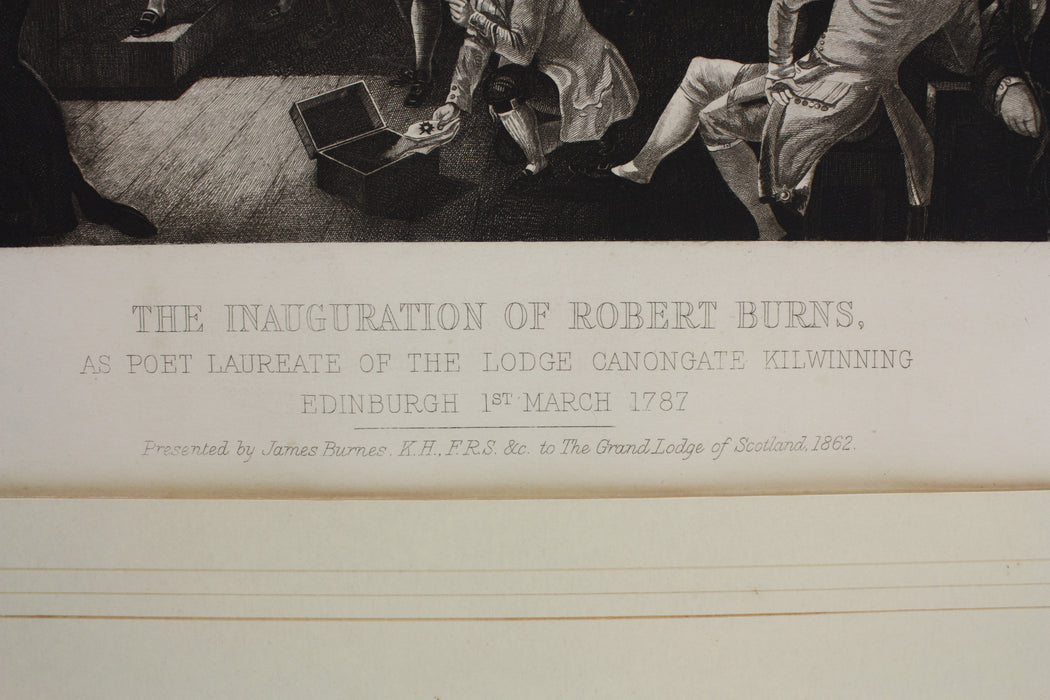 THE INAUGURATION OF ROBERT BURNS,
AS POET LAUREATE OF THE LODGE CANONGATE KILWINNING
EDINBURGH 1ST MARCH 1787
Presented by James Burnes. K.H., F.R.S. &c. to The Grand Lodge of Scotland, 1862.